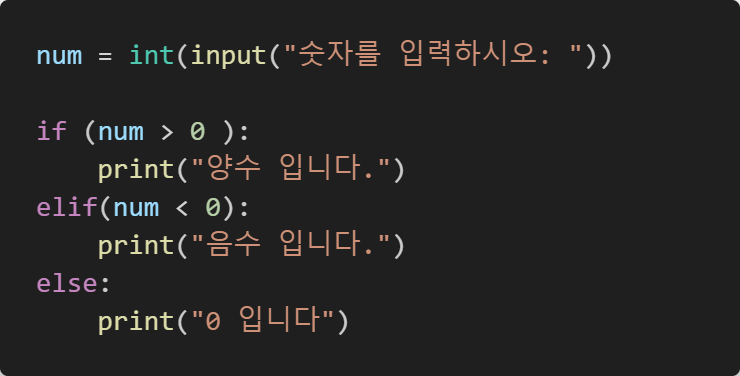 num = int(input("숫자를 입력하시오: "))
if (num > 0 ):
    print("양수 입니다.")
elif(num < 0):
    print("음수 입니다.")
else:
    print("0 입니다")